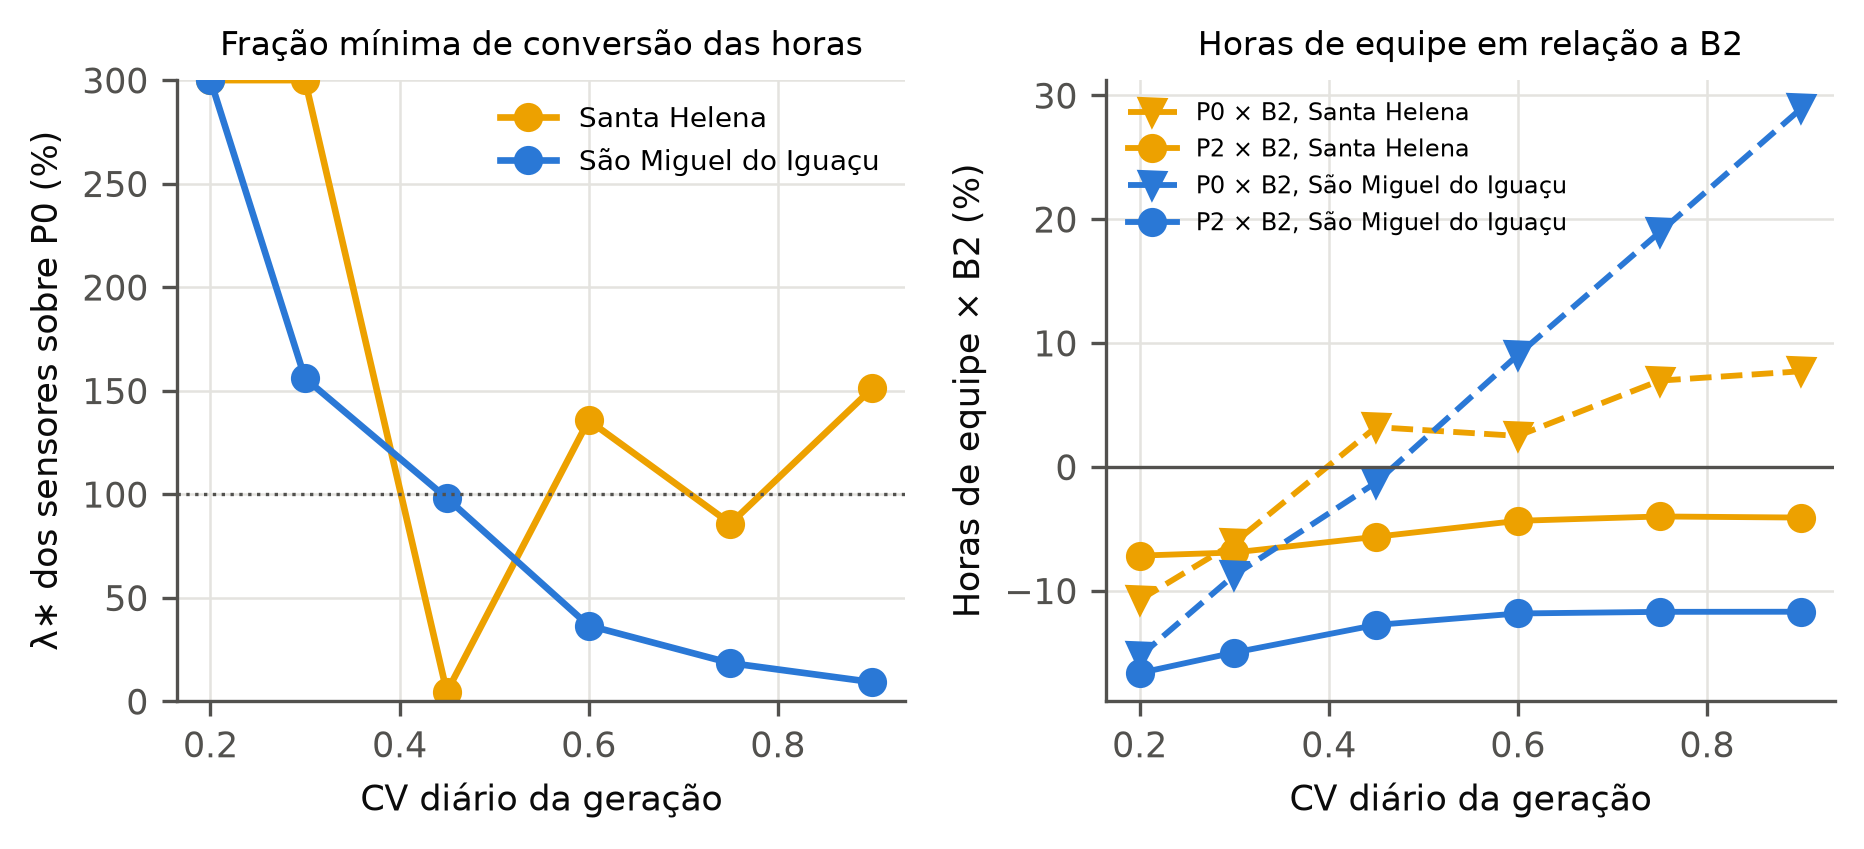 Fração mínima de conversão das horas
λ∗ dos sensores sobre P0 (%)
300
250
200
150
100
50
0
Santa Helena
São Miguel do Iguaçu
0.2 0.4 0.6 0.8
CV diário da geração
Horas de equipe em relação a B2
Horas de equipe × B2 (%)
30
20
10
0
−10
P0 × B2, Santa Helena
P2 × B2, Santa Helena
P0 × B2, São Miguel do Iguaçu
P2 × B2, São Miguel do Iguaçu
0.2 0.4 0.6 0.8
CV diário da geração